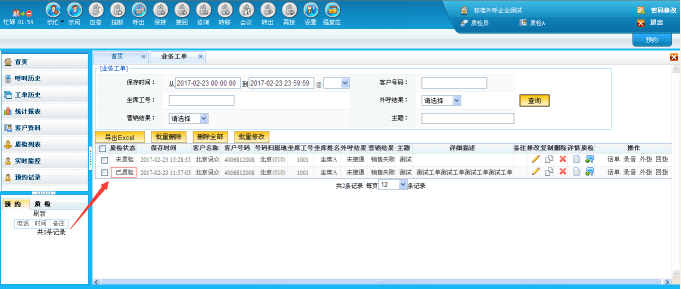 忙碌 01:54
示忙 示闲 应答 挂断 呼出 保持 接回 咨询 转移 会议 转出 再拨 设置 强复位
物维外呼企业测试 密码修改
质检员 质检A 退出
预约
首页
呼叫历史
工单历史
统计报表
客户资料
质检列表
实时监控
预约记录
预 约 质 检
刷新
电话 时间 备注
共0条记录
首页 业务工单
[业务工单]
保存时间： 从 2017-02-23 00:00:00 到 2017-02-23 23:59:59 客户号码：
坐席工号： 外呼结果： 请选择 查询
营销结果： 请选择 主题：
导出Excel 批量删除 删除全部 批量修改
质检状态 保存时间 客户名称 客户号码 号码归属地 坐席工号 坐席姓名 外呼结果 营销结果 主题 详细描述 备注 修改 复制 删除 详情 质检 操作
未质检 2017-02-23 15:28:35 北京讯众 4006812008 北京(010) 1001 坐席A 未接通 销售失败 测试 话单 录音 外拨 回拨
已质检 2017-02-23 11:57:05 北京讯众 4006812008 北京(010) 1001 坐席A 未接通 销售失败 测试 测试工单测试工单测试工单测试工单 话单 录音 外拨 回拨
共2条记录 每页 12 条记录